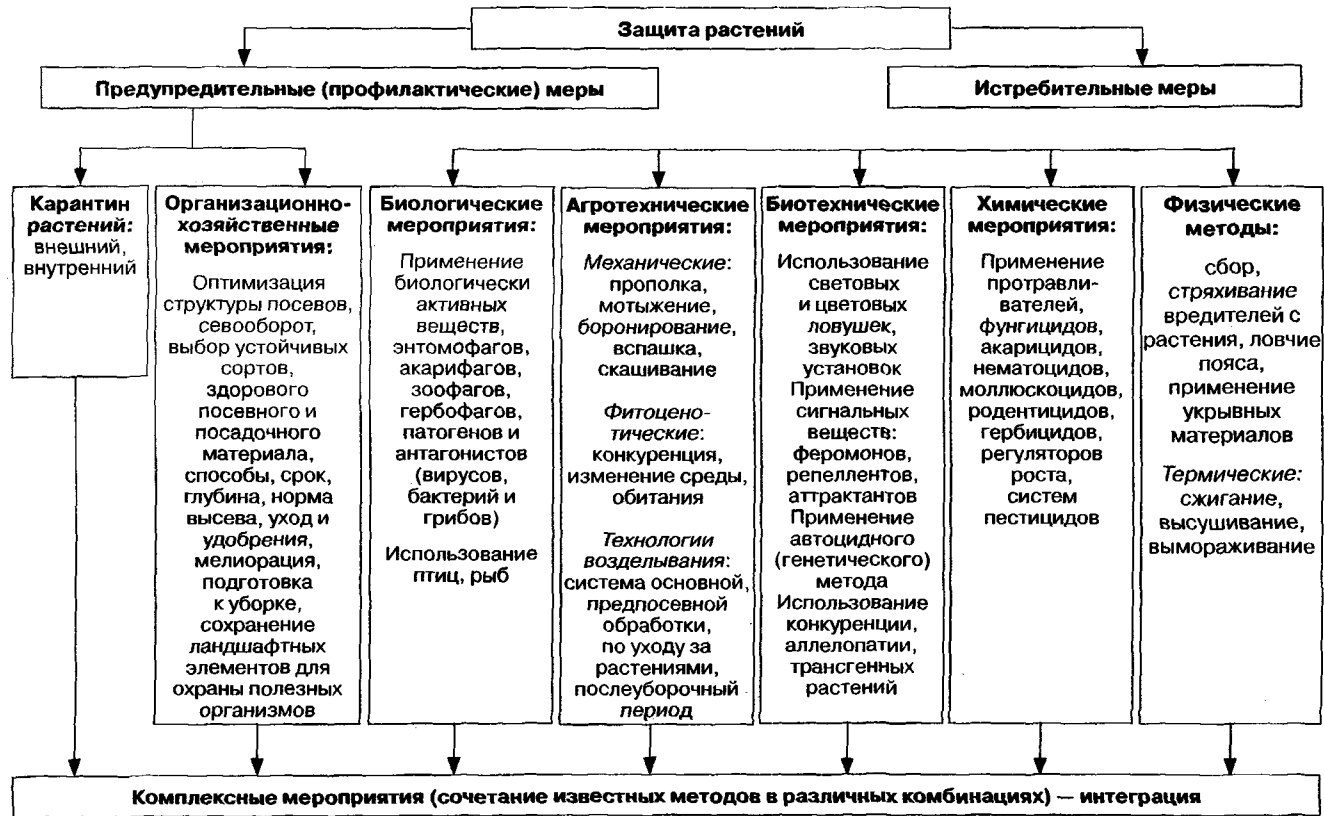 Защита растений
Предупредительные (профилактические) меры
Истребительные меры
Карантин
растений:
внешний,
внутренний
Организационно-
хозяйственные
мероприятия:
Оптимизация
структуры посевов,
севооборот,
выбор устойчивых
сортов,
здорового
посевного и
посадочного
материала,
способы, срок,
глубина, норма
высева, уход и
удобрения,
мелиорация,
подготовка
к уборке,
сохранение
ландшафтных
элементов для
охраны полезных
организмов
Биологические
мероприятия:
Применение
биологически
активных
веществ,
энтомофагов,
акарифагов,
зоофагов,
гербофагов,
патогенов и
антагонистов
(вирусов,
бактерий и
грибов)
Использование
птиц, рыб
Агротехнические
мероприятия:
Механические:
прополка,
мотыжение,
боронирование,
вспашка,
скашивание
Фитоцено-
тические:
конкуренция,
изменение среды,
обитания
Технологии
возделывания:
система основной,
предпосевной
обработки,
по уходу за
растениями,
послеуборочный
период
Биотехнические
мероприятия:
Использование
световых
и цветовых
ловушек,
звуковых
установок
Применение
сигнальных
веществ:
феромонов,
репеллентов,
аттрактантов
Применение
автоцидного
(генетического)
метода
Использование
конкуренции,
аллелопатии,
трансгенных
растений
Химические
мероприятия:
Применение
протравли-
вателей,
фунгицидов,
акарицидов,
нематоцидов,
моллюскоцидов,
родентицидов,
гербицидов,
регуляторов
роста,
систем
пестицидов
Физические
методы:
сбор,
стряхивание
вредителей с
растения, ловчие
пояса,
применение
укрывных
материалов
Термические:
сжигание,
высушивание,
вымораживание
Комплексные мероприятия (сочетание известных методов в различных комбинациях) — интеграция